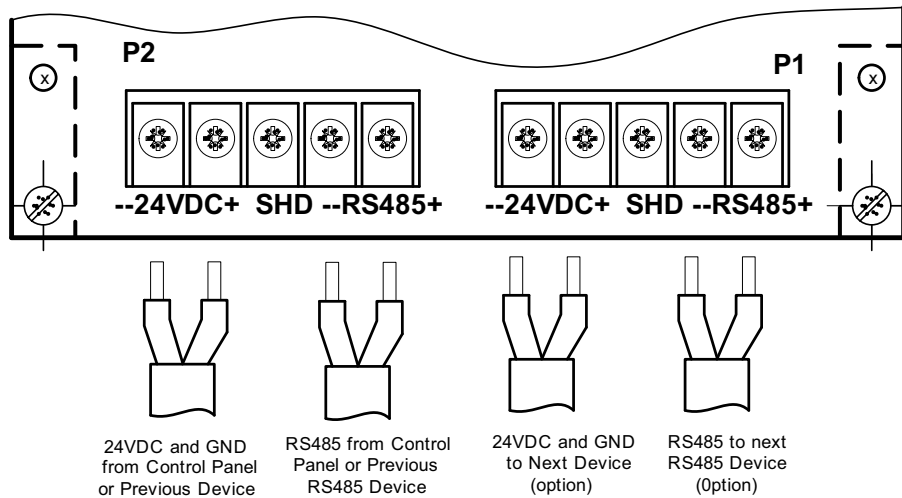 P2
P1
x
x
--24VDC+ SHD --RS485+
--24VDC+ SHD --RS485+
24VDC and GND
from Control Panel
or Previous Device
RS485 from Control
Panel or Previous
RS485 Device
24VDC and GND
to Next Device
(option)
RS485 to next
RS485 Device
(0ption)